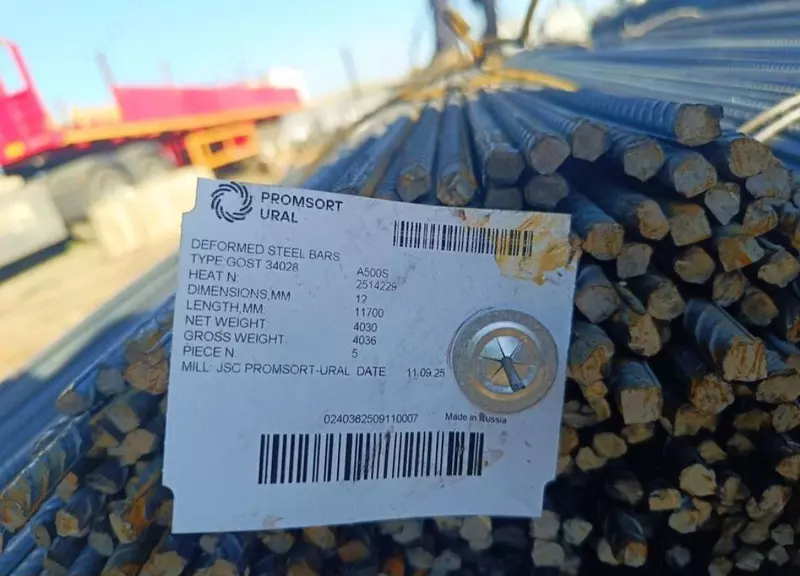 PROMSORT
URAL
DEFORMED STEEL BARS
TYPE GOST 34028 A500S
HEAT N: 2514229
DIMENSIONS,MM 12
LENGTH,MM 11700
NET WEIGHT 4030
GROSS WEIGHT 4036
PIECE N 5
MILL: JSC PROMSORT-URAL DATE 11.09.25
0240362509110007 Made in Russia